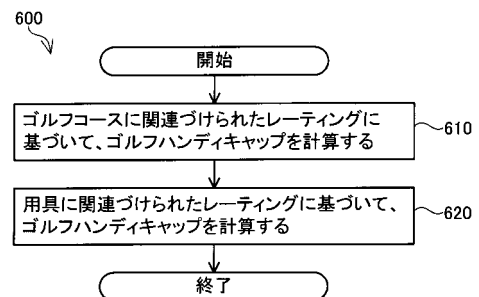 600
開始
ゴルフコースに関連づけられたレーティングに
基づいて、ゴルフハンディキャップを計算する
610
用具に関連づけられたレーティングに基づいて、
ゴルフハンディキャップを計算する
620
終了